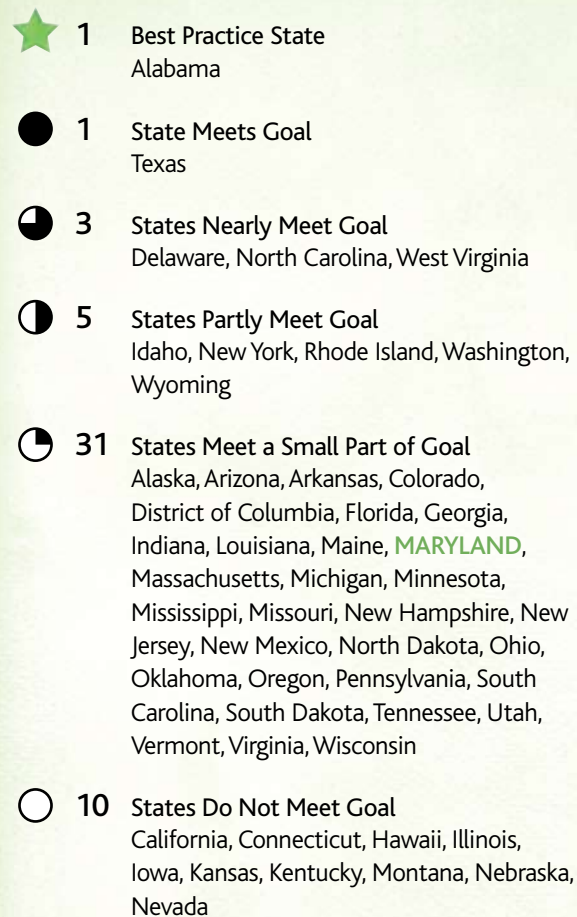 1 Best Practice State
Alabama
1 State Meets Goal
Texas
3 States Nearly Meet Goal
Delaware, North Carolina, West Virginia
5 States Partly Meet Goal
Idaho, New York, Rhode Island, Washington,
Wyoming
31 States Meet a Small Part of Goal
Alaska, Arizona, Arkansas, Colorado,
District of Columbia, Florida, Georgia,
Indiana, Louisiana, Maine, MARYLAND,
Massachusetts, Michigan, Minnesota,
Mississippi, Missouri, New Hampshire, New
Jersey, New Mexico, North Dakota, Ohio,
Oklahoma, Oregon, Pennsylvania, South
Carolina, South Dakota, Tennessee, Utah,
Vermont, Virginia, Wisconsin
10 States Do Not Meet Goal
California, Connecticut, Hawaii, Illinois,
Iowa, Kansas, Kentucky, Montana, Nebraska,
Nevada